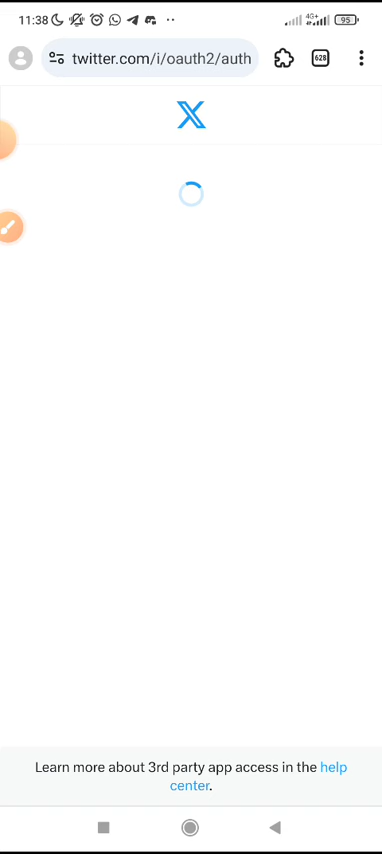 11:38 4G+ 95
twitter.com/i/oauth2/auth 628
Learn more about 3rd party app access in the help
center.